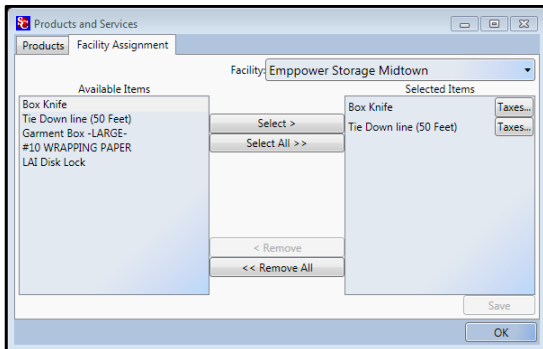 Products and Services
Products Facility Assignment
Facility: Emppower Storage Midtown
Available Items
Selected Items
Box Knife
Tie Down line (50 Feet)
Garment Box -LARGE-
#10 WRAPPING PAPER
LAI Disk Lock
Select >
Select All >>
< Remove
<< Remove All
Box Knife Taxes...
Tie Down line (50 Feet) Taxes...
Save
OK